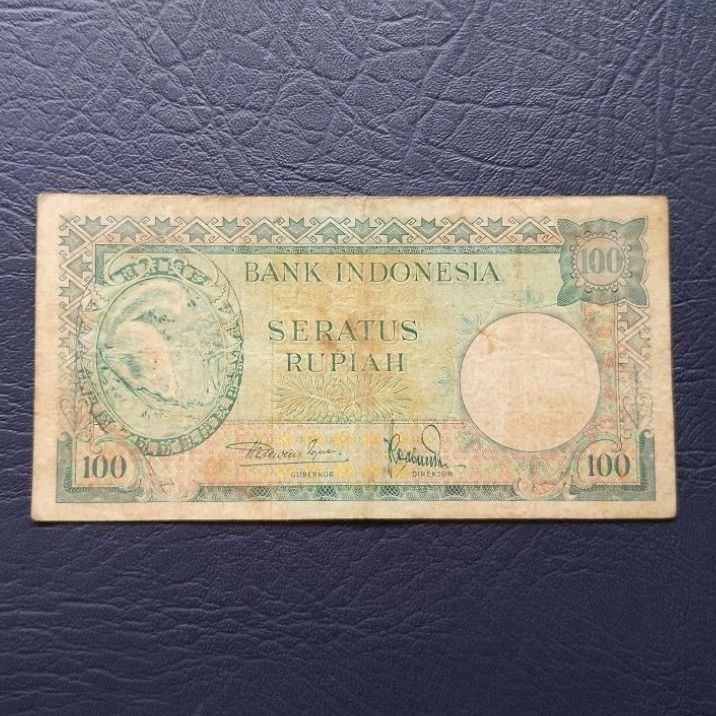 100
BANK INDONESIA
SERATUS
RUPIAH
GUBERNUR
DIREKTUR
100
100